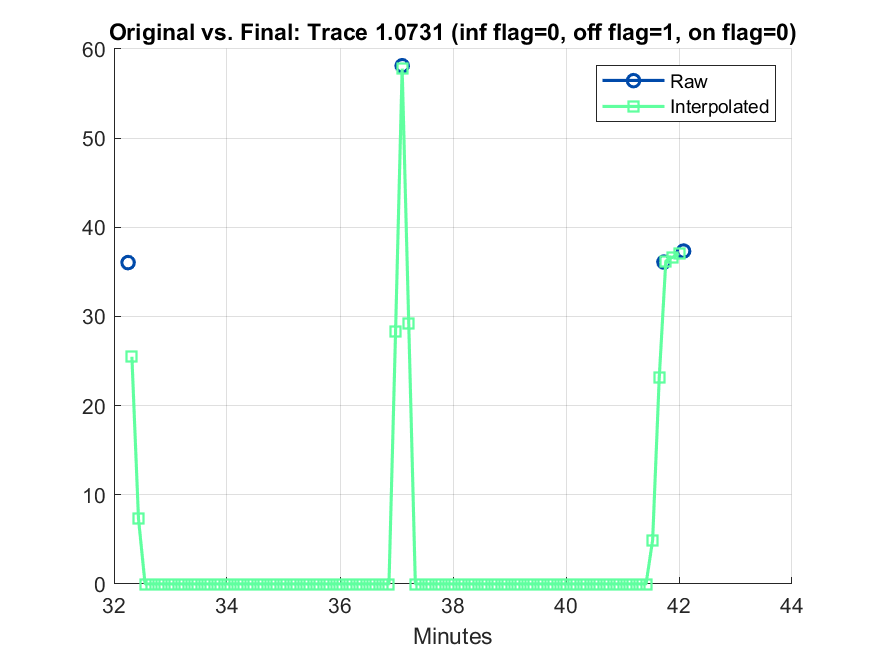 Original vs. Final: Trace 1.0731 (inf flag=0, off flag=1, on flag=0)
60
50
40
30
20
10
0
Raw
Interpolated
32 34 36 38 40 42 44
Minutes